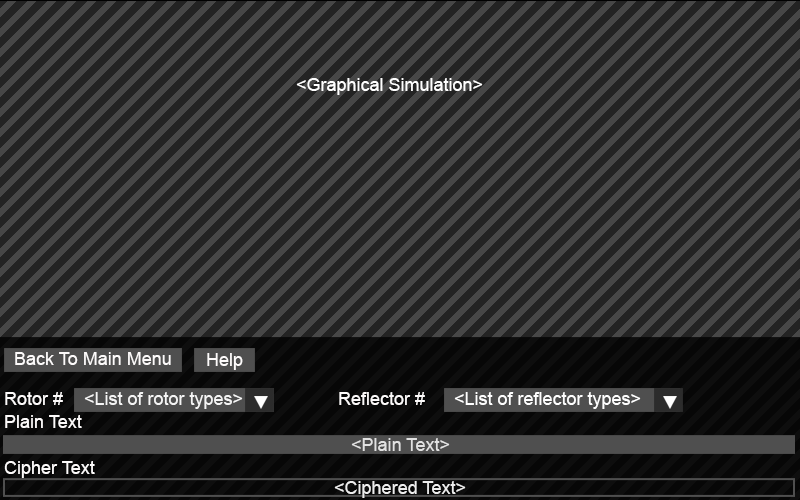 <Graphical Simulation>
Back To Main Menu Help
Rotor # <List of rotor types> ▼ Reflector # <List of reflector types> ▼
Plain Text
<Plain Text>
Cipher Text
<Ciphered Text>